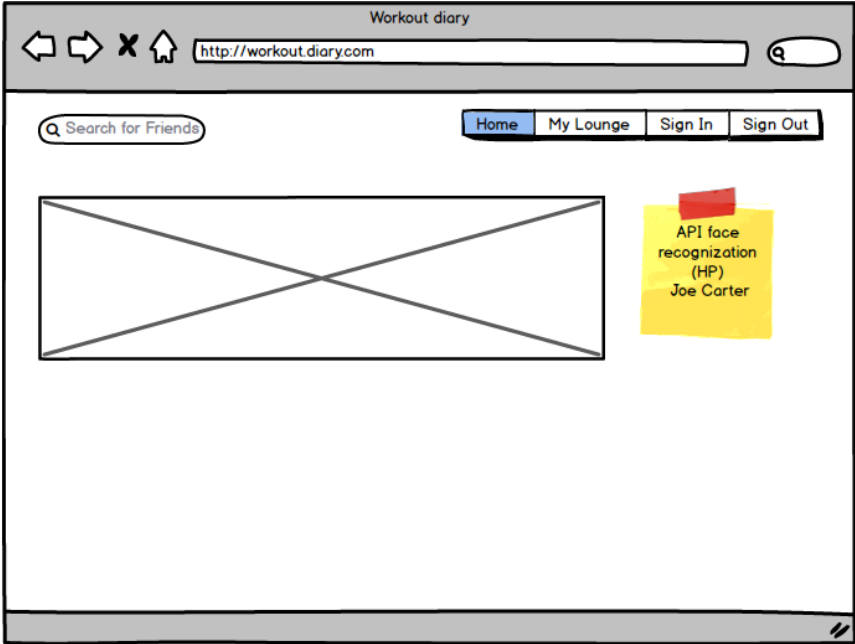 Workout diary
http://workout.diary.com
Search for Friends
Home My Lounge Sign In Sign Out
API face
recognization
(HP)
Joe Carter